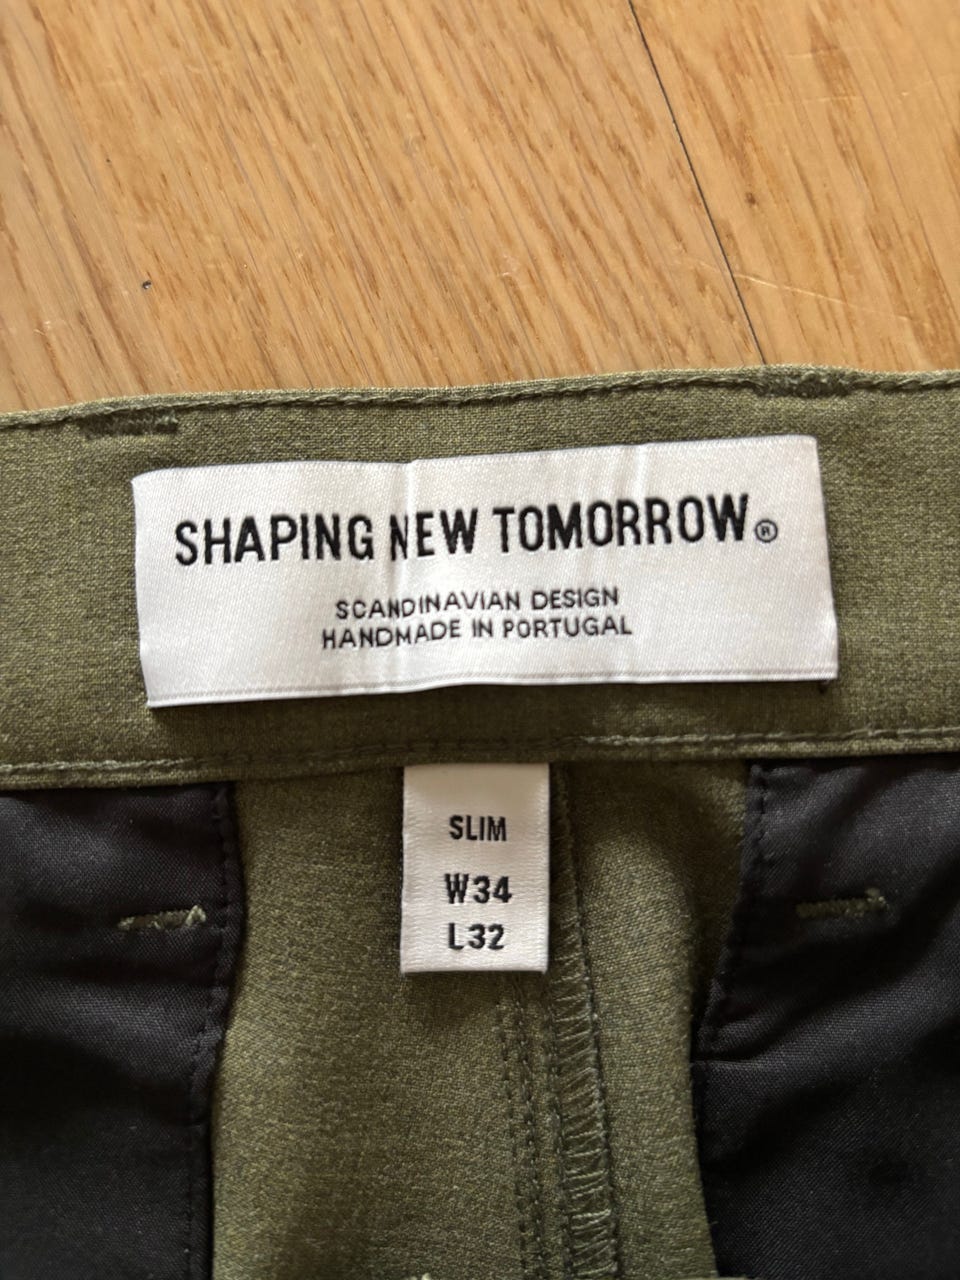 SHAPING NEW TOMORROW®
SCANDINAVIAN DESIGN
HANDMADE IN PORTUGAL
SLIM
W34
L32